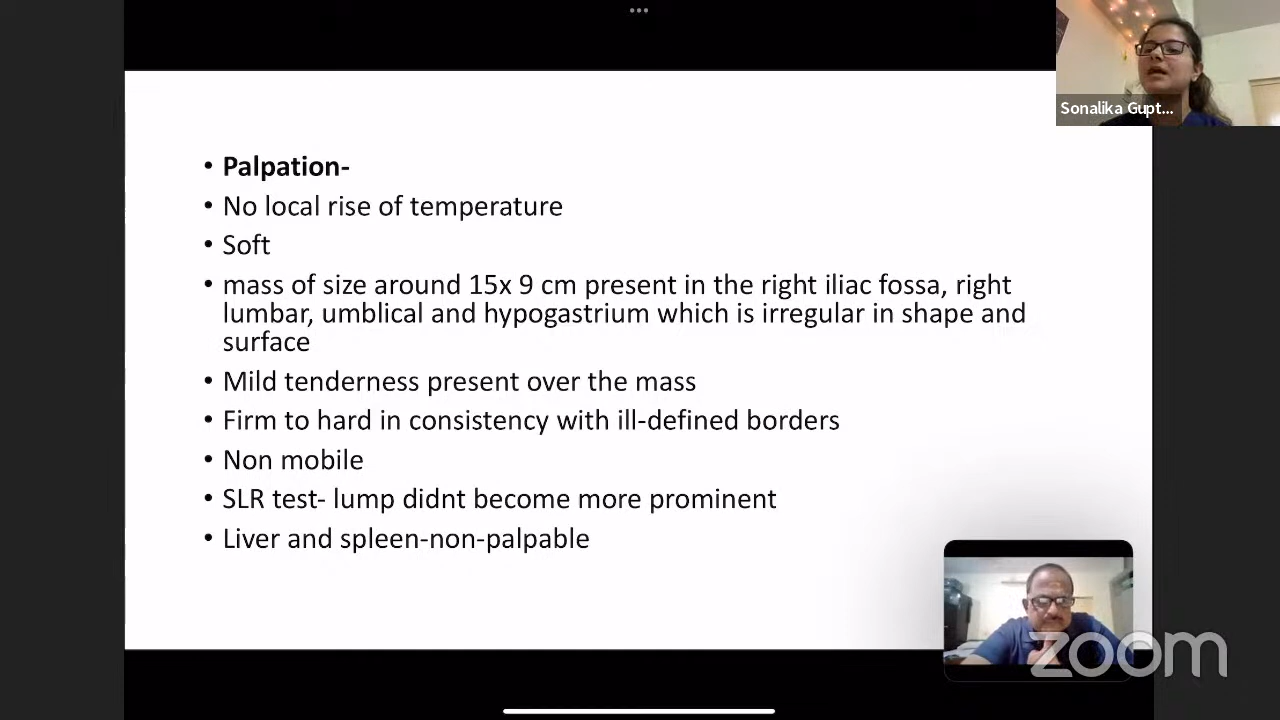 Sonalika Gupt...
• Palpation-
• No local rise of temperature
• Soft
• mass of size around 15x 9 cm present in the right iliac fossa, right
lumbar, umblical and hypogastrium which is irregular in shape and
surface
• Mild tenderness present over the mass
• Firm to hard in consistency with ill-defined borders
• Non mobile
• SLR test- lump didnt become more prominent
• Liver and spleen-non-palpable
zoom